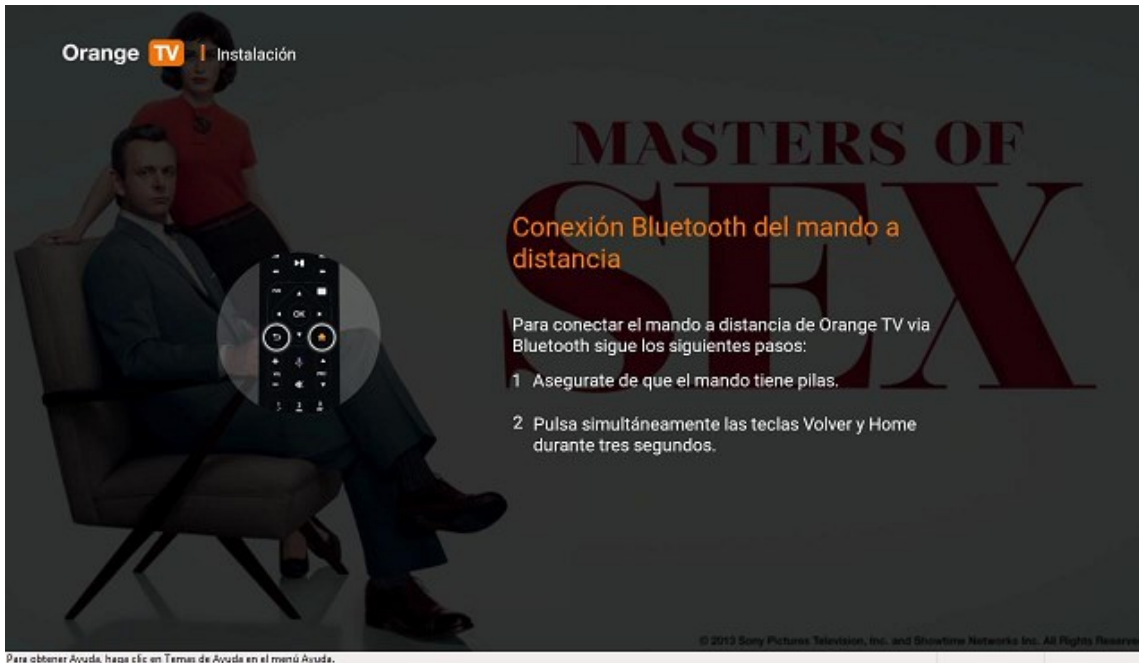 Orange TV | Instalación
MASTERS OF
SEX
Conexión Bluetooth del mando a
distancia
Para conectar el mando a distancia de Orange TV via
Bluetooth sigue los siguientes pasos:
1 Asegurate de que el mando tiene pilas.
2 Pulsa simultáneamente las teclas Volver y Home
durante tres segundos.
OK
© 2013 Sony Pictures Television, Inc. and Showtime Networks Inc. All Rights Reserve
Para obtener Ayuda, haga clic en Temas de Ayuda en el menú Ayuda.